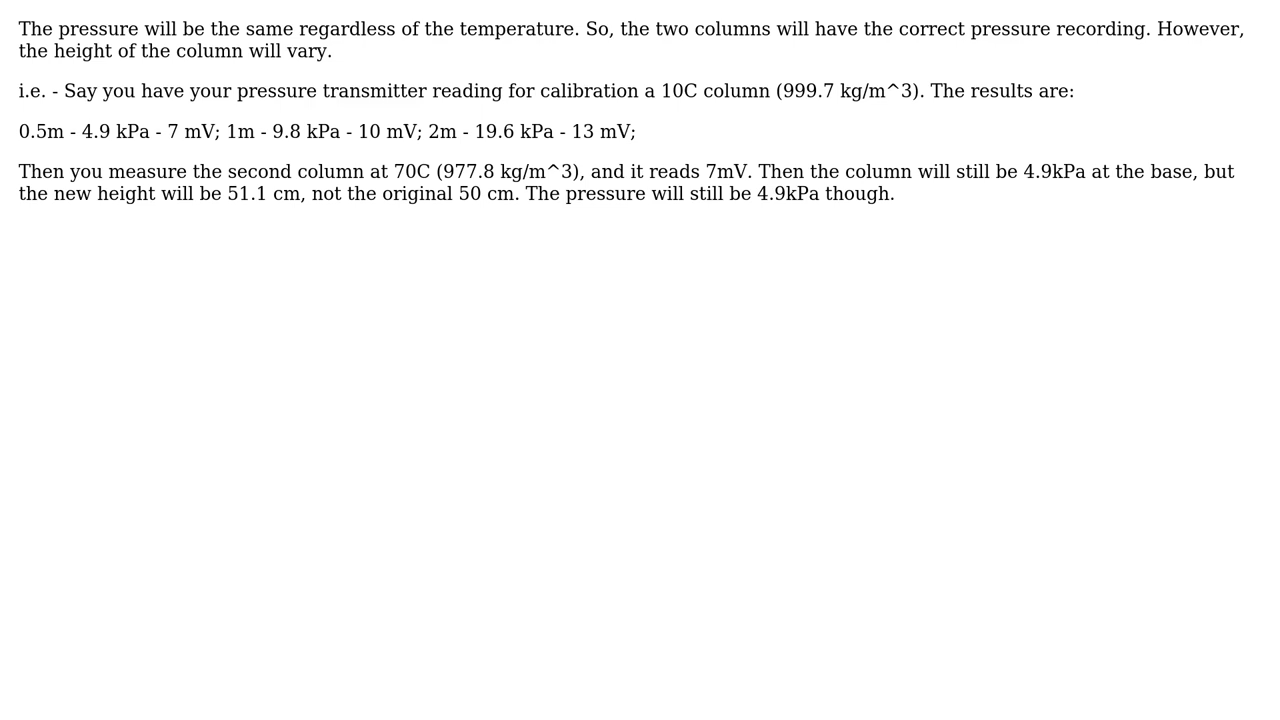 The pressure will be the same regardless of the temperature. So, the two columns will have the correct pressure recording. However,
the height of the column will vary.
i.e. - Say you have your pressure transmitter reading for calibration a 10C column (999.7 kg/m^3). The results are:
0.5m - 4.9 kPa - 7 mV; 1m - 9.8 kPa - 10 mV; 2m - 19.6 kPa - 13 mV;
Then you measure the second column at 70C (977.8 kg/m^3), and it reads 7mV. Then the column will still be 4.9kPa at the base, but
the new height will be 51.1 cm, not the original 50 cm. The pressure will still be 4.9kPa though.